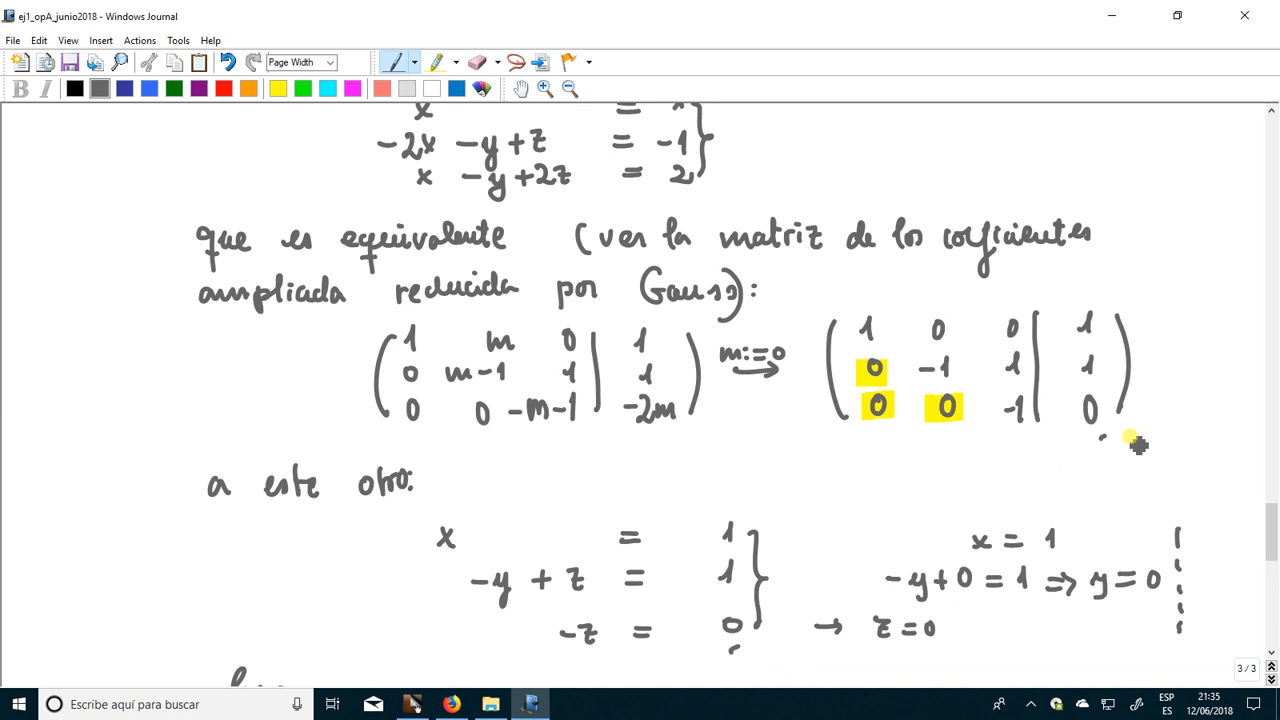 ej1_opA_junio2018 - Windows Journal
File Edit View Insert Actions Tools Help
Page Width
B I
x =
-2x -y+z = -1
x -y+2z = 2
que es equivalente (ver la matriz de los coeficientes
ampliada reducida por Gauss):
1 m 0 | 1
0 m-1 1 | 1
0 0 -m-1 | -2m
m:=0
1 0 0 | 1
0 -1 1 | 1
0 0 -1 | 0
a este otro:
x = 1 x = 1
-y + z = 1 -y+0=1 => y=0
-z = 0 → z=0
3 / 3
Escribe aquí para buscar
ESP
ES
21:35
12/06/2018